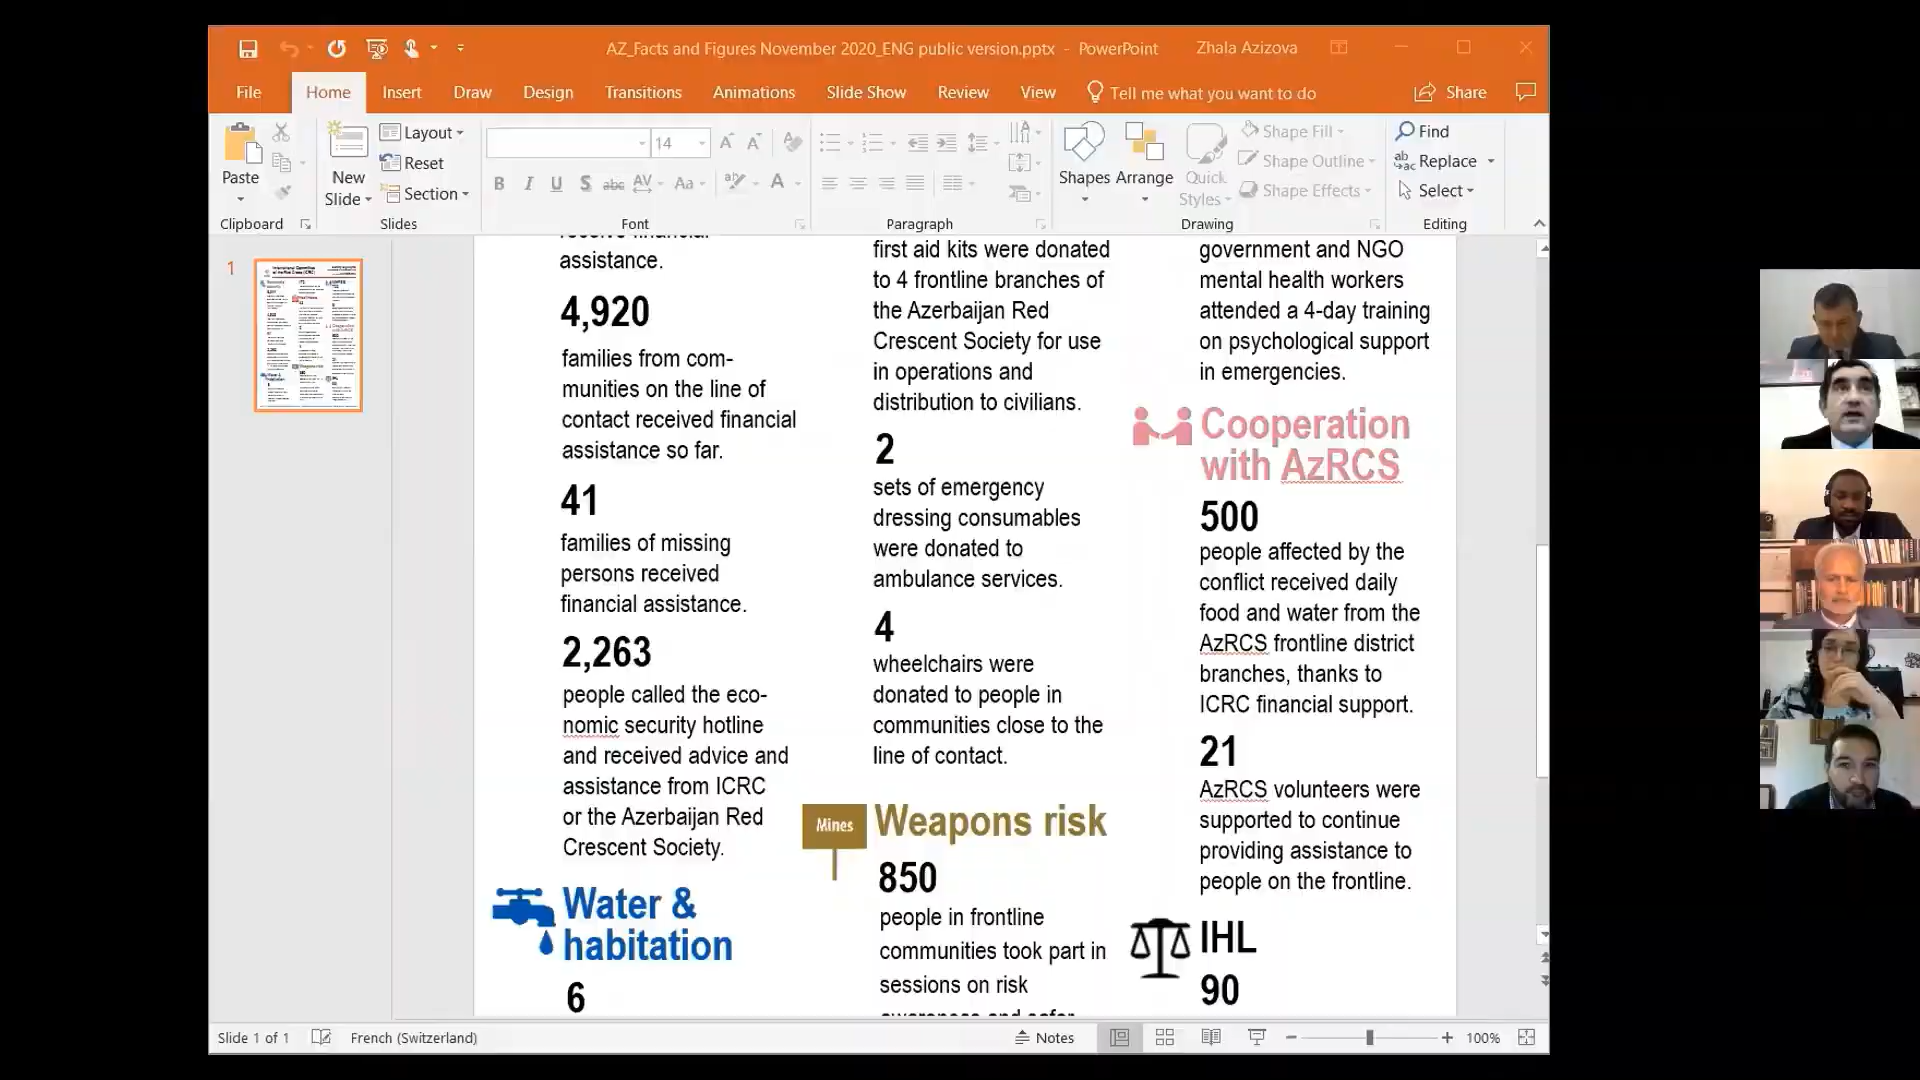 AZ_Facts and Figures November 2020_ENG public version.pptx - PowerPoint
Zhala Azizova
File
Home
Insert
Draw
Design
Transitions
Animations
Slide Show
Review
View
Tell me what you want to do
Share
Paste
New
Slide
Layout
Reset
Section
14
B I U S abc AV Aa A
Shapes
Arrange
Quick
Styles
Shape Fill
Shape Outline
Shape Effects
Find
Replace
Select
Clipboard
Slides
Font
Paragraph
Drawing
Editing
1
receive financial
assistance.
4,920
families from com-
munities on the line of
contact received financial
assistance so far.
41
families of missing
persons received
financial assistance.
2,263
people called the eco-
nomic security hotline
and received advice and
assistance from ICRC
or the Azerbaijan Red
Crescent Society.
Water &
habitation
6
first aid kits were donated
to 4 frontline branches of
the Azerbaijan Red
Crescent Society for use
in operations and
distribution to civilians.
2
sets of emergency
dressing consumables
were donated to
ambulance services.
4
wheelchairs were
donated to people in
communities close to the
line of contact.
Mines
Weapons risk
850
people in frontline
communities took part in
sessions on risk
awareness and safer
government and NGO
mental health workers
attended a 4-day training
on psychological support
in emergencies.
Cooperation
with AzRCS
500
people affected by the
conflict received daily
food and water from the
AzRCS frontline district
branches, thanks to
ICRC financial support.
21
AzRCS volunteers were
supported to continue
providing assistance to
people on the frontline.
IHL
90
Slide 1 of 1
French (Switzerland)
Notes
100%